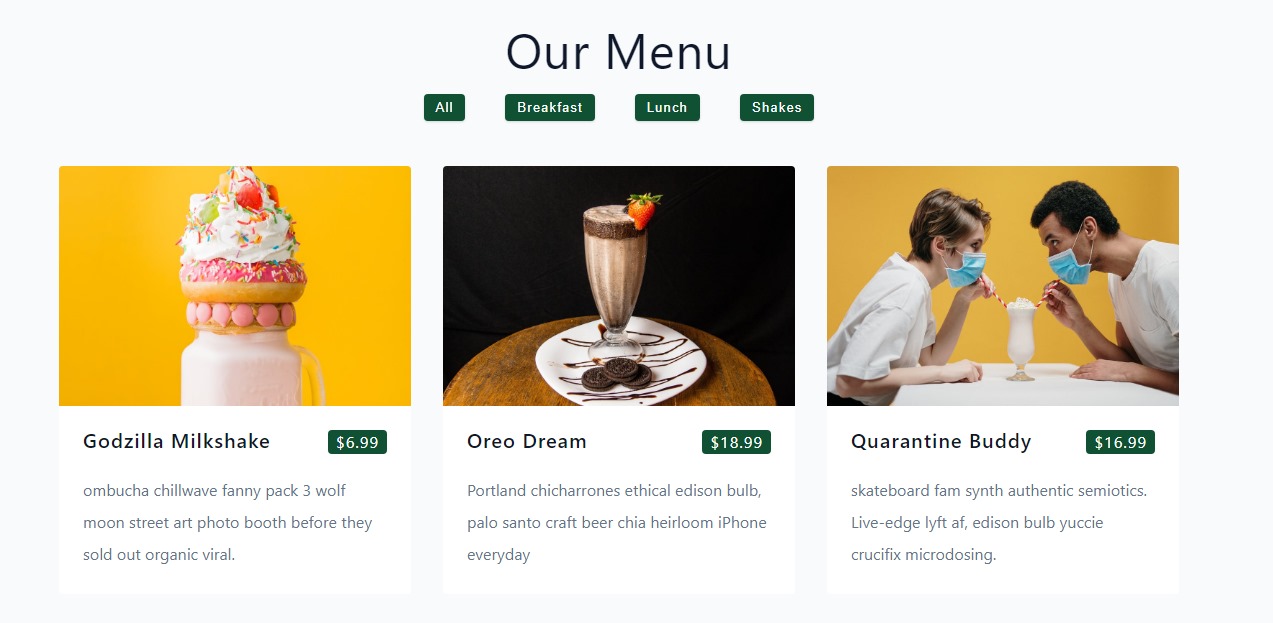 Our Menu
All Breakfast Lunch Shakes
Godzilla Milkshake $6.99
ombucha chillwave fanny pack 3 wolf
moon street art photo booth before they
sold out organic viral.
Oreo Dream $18.99
Portland chicharrones ethical edison bulb,
palo santo craft beer chia heirloom iPhone
everyday
Quarantine Buddy $16.99
skateboard fam synth authentic semiotics.
Live-edge lyft af, edison bulb yuccie
crucifix microdosing.